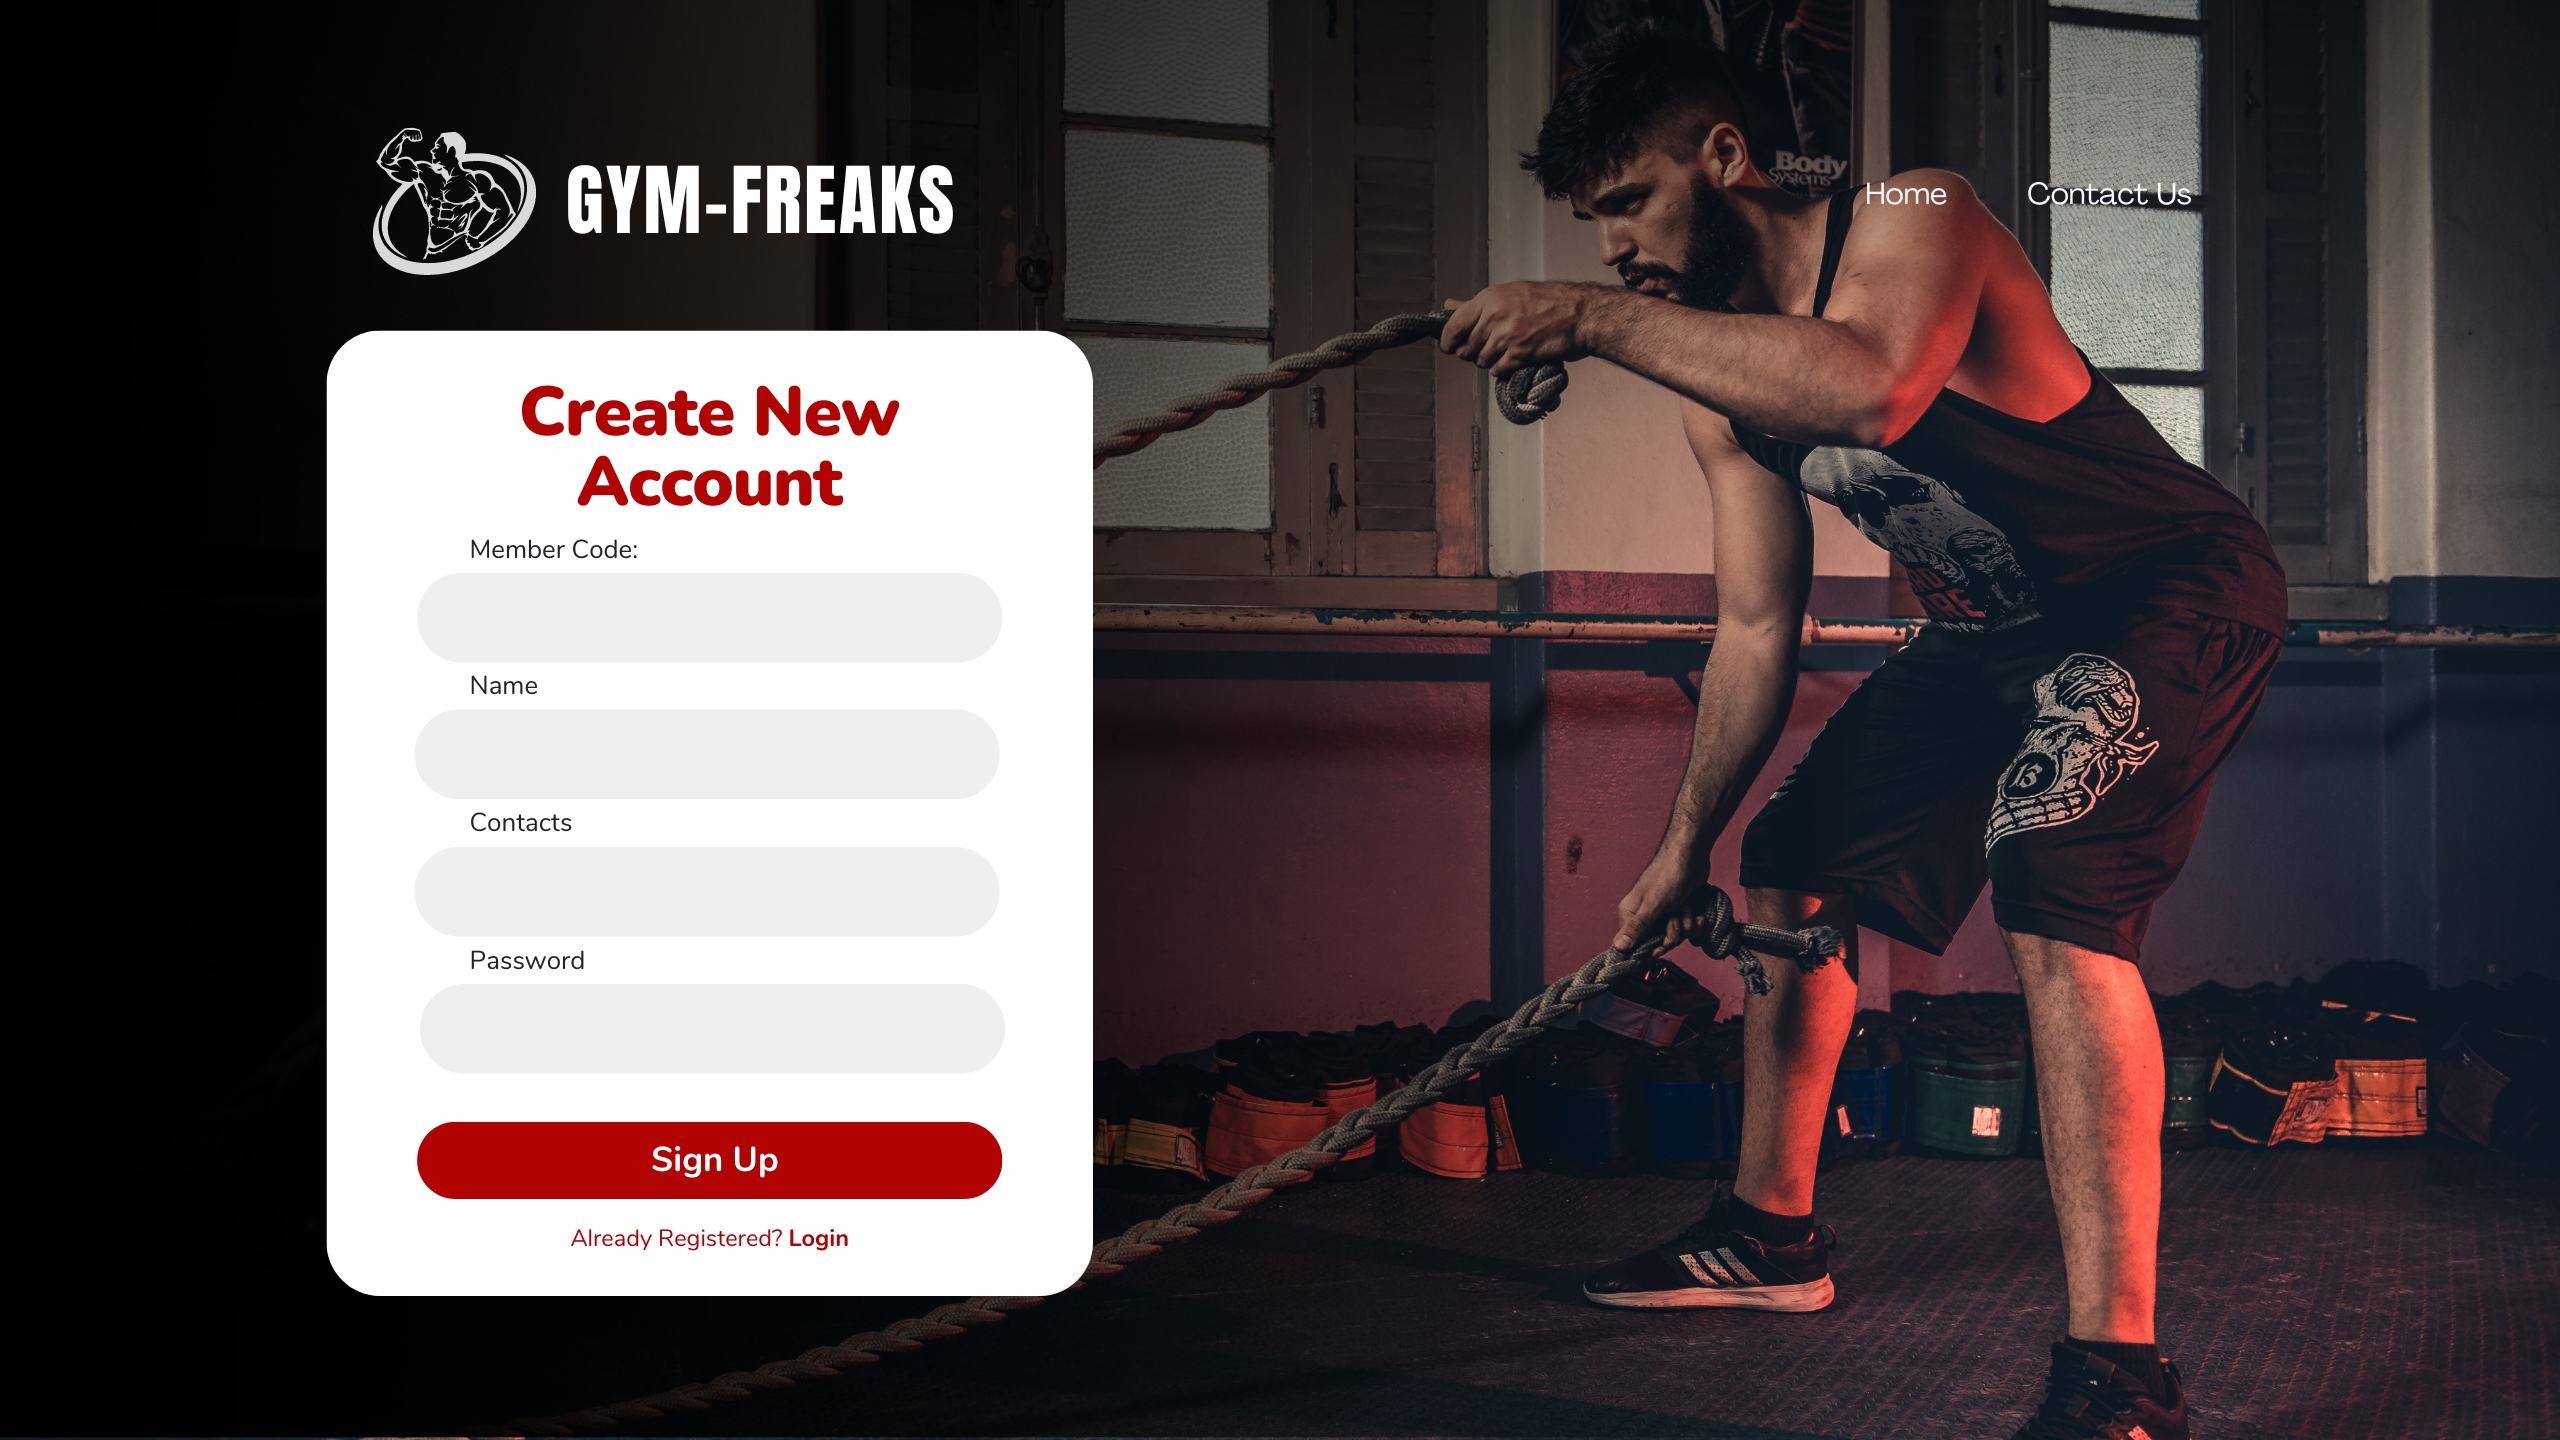 GYM-FREAKS
Body
Systems
Home
Contact Us
Create New
Account
Member Code:
Name
Contacts
Password
Sign Up
Already Registered? Login
13